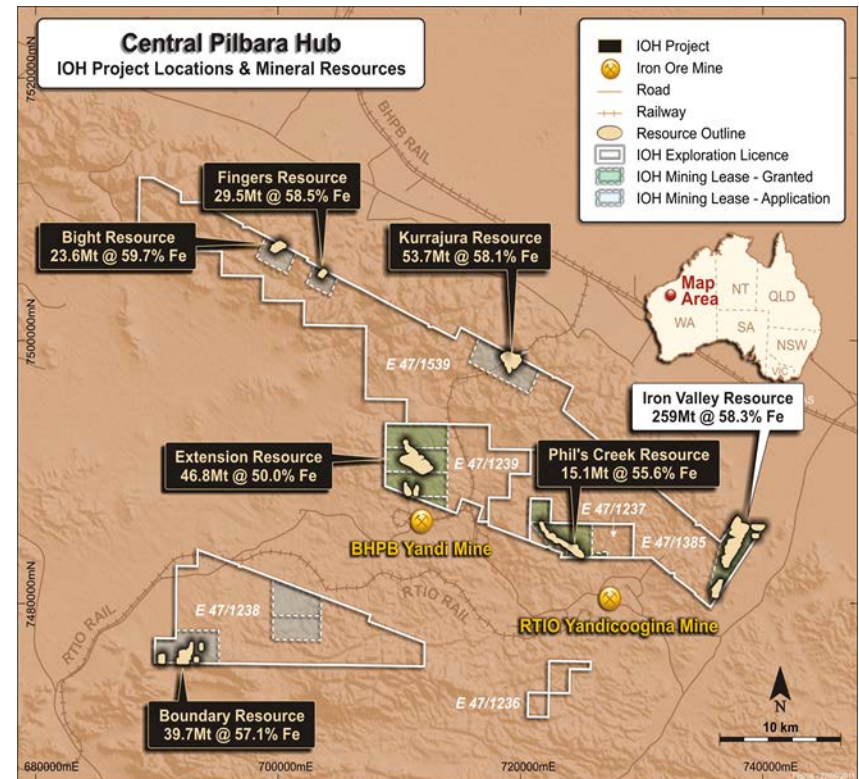 Central Pilbara Hub
IOH Project Locations & Mineral Resources
IOH Project
Iron Ore Mine
Road
Railway
Resource Outline
IOH Exploration Licence
IOH Mining Lease - Granted
IOH Mining Lease - Application
7520000mN
BHPB RAIL
Fingers Resource
29.5Mt @ 58.5% Fe
Bight Resource
23.6Mt @ 59.7% Fe
Kurrajura Resource
53.7Mt @ 58.1% Fe
Map
Area
NT
QLD
WA
SA
NSW
VIC
TAS
7500000mN
E 47/1539
Iron Valley Resource
259Mt @ 58.3% Fe
Extension Resource
46.8Mt @ 50.0% Fe
E 47/1239
Phil's Creek Resource
15.1Mt @ 55.6% Fe
E 47/1237
E 47/1385
BHPB Yandi Mine
7480000mN
E 47/1238
RTIO RAIL
RTIO RAIL
RTIO Yandicoogina Mine
E 47/1236
Boundary Resource
39.7Mt @ 57.1% Fe
N
10 km
680000mE
700000mE
720000mE
740000mE